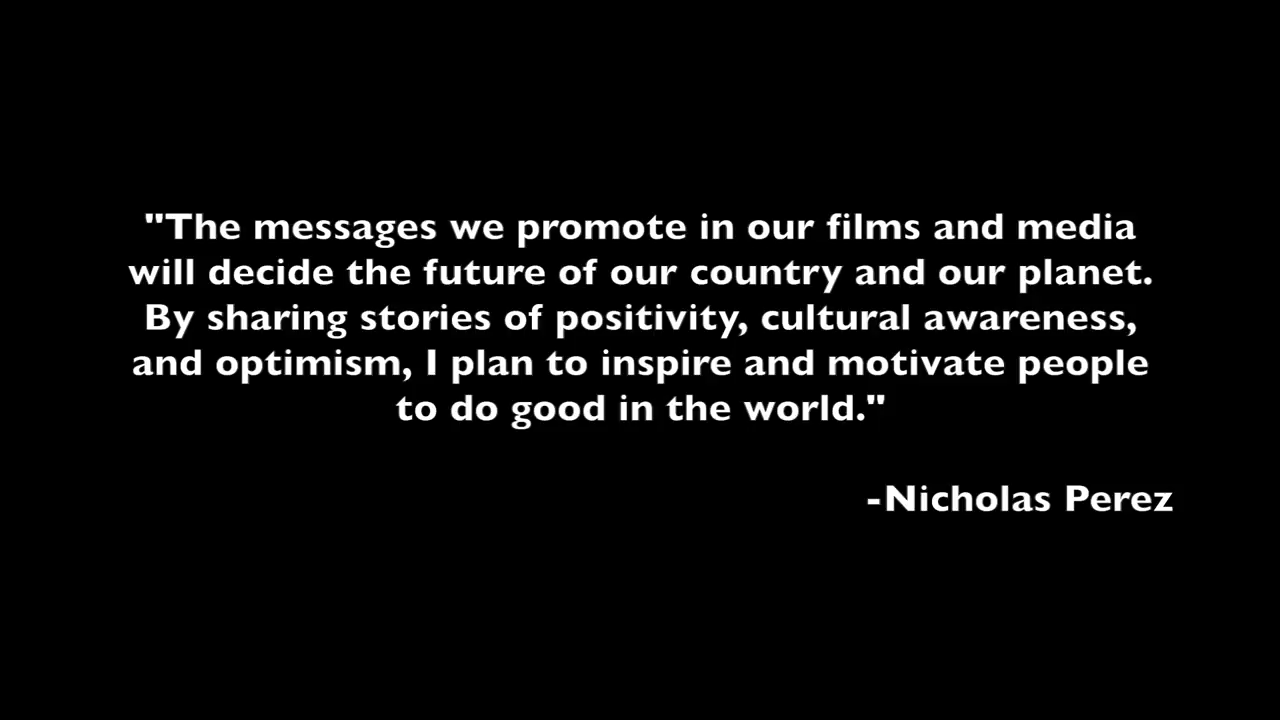 "The messages we promote in our films and media
will decide the future of our country and our planet.
By sharing stories of positivity, cultural awareness,
and optimism, I plan to inspire and motivate people
to do good in the world."
-Nicholas Perez